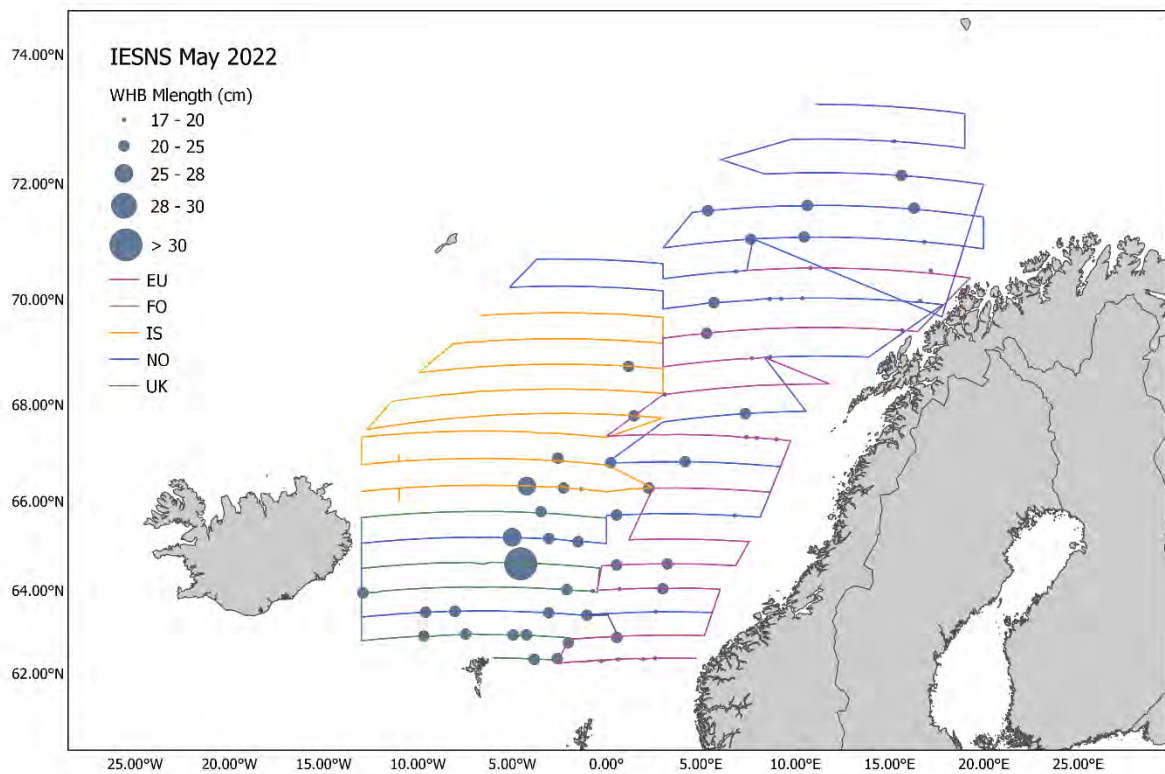 IESNS May 2022
WHB Mlength (cm)
17 - 20
20 - 25
25 - 28
28 - 30
> 30
EU
FO
IS
NO
UK
74.00°N
72.00°N
70.00°N
68.00°N
66.00°N
64.00°N
62.00°N
25.00°W 20.00°W 15.00°W 10.00°W 5.00°W 0.00°E 5.00°E 10.00°E 15.00°E 20.00°E 25.00°E